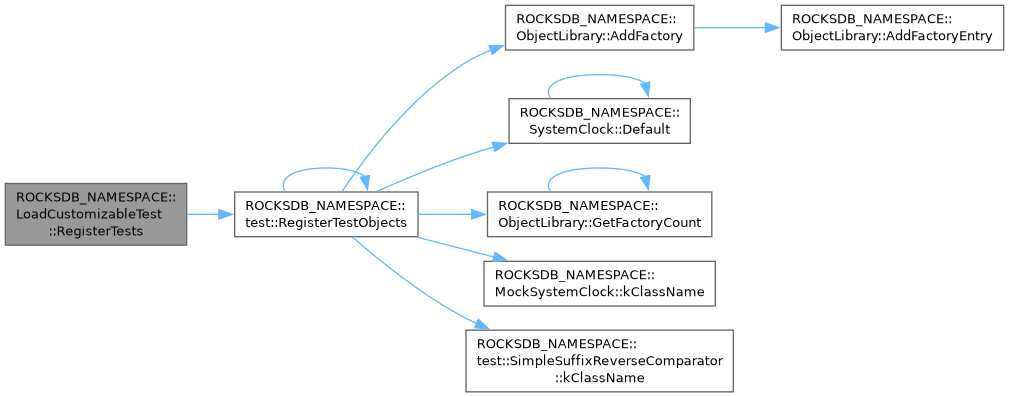 ROCKSDB_NAMESPACE::
LoadCustomizableTest
::RegisterTests
ROCKSDB_NAMESPACE::
test::RegisterTestObjects
ROCKSDB_NAMESPACE::
ObjectLibrary::AddFactory
ROCKSDB_NAMESPACE::
ObjectLibrary::AddFactoryEntry
ROCKSDB_NAMESPACE::
SystemClock::Default
ROCKSDB_NAMESPACE::
ObjectLibrary::GetFactoryCount
ROCKSDB_NAMESPACE::
MockSystemClock::kClassName
ROCKSDB_NAMESPACE::
test::SimpleSuffixReverseComparator
::kClassName